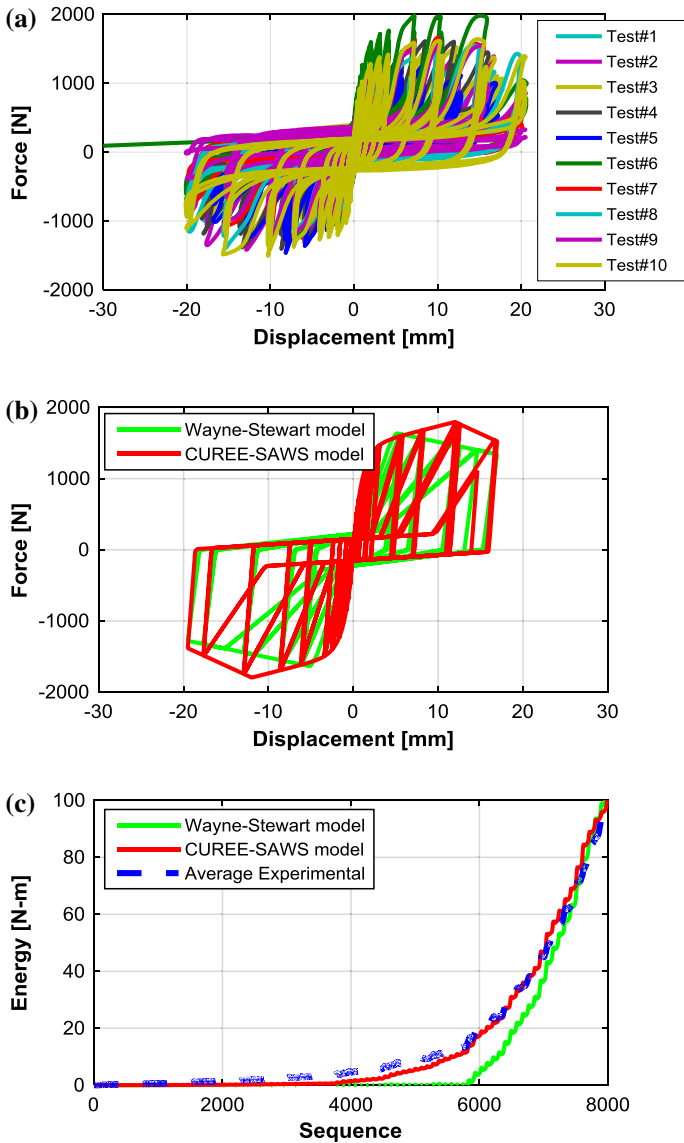 (a)
2000
1000
0
-1000
2000
Force [N]
-30
-20
-10
0
10
20
30
Displacement [mm]
Test#1
Test#2
Test#3
Test#4
Test#5
Test#6
Test#7
Test#8
Test#9
Test#10
(b)
2000
1000
0
-1000
-2000
Force [N]
-30
-20
-10
0
10
20
30
Displacement [mm]
Wayne-Stewart model
CUREE-SAWS model
(c)
100
80
60
40
20
0
Energy [N-m]
0
2000
4000
6000
8000
Sequence
Wayne-Stewart model
CUREE-SAWS model
Average Experimental